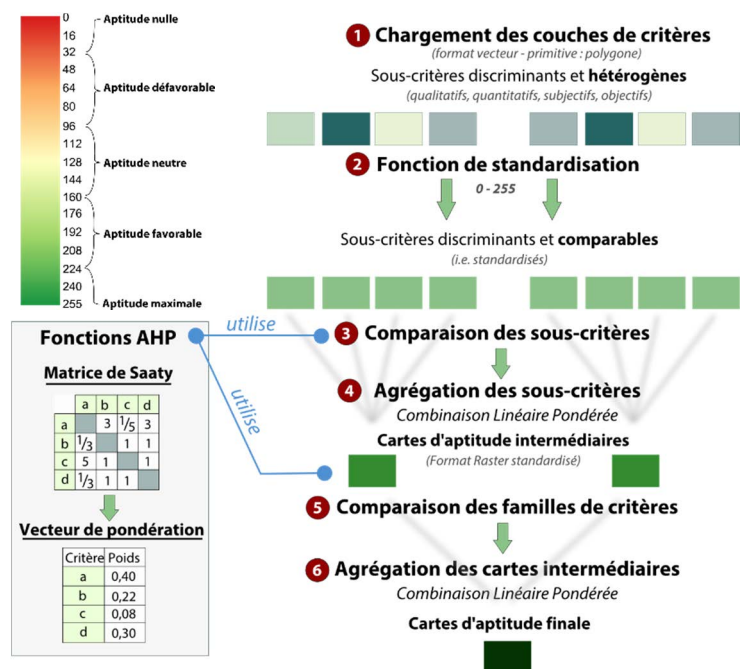 0
16
32
48
64
80
96
112
128
144
160
176
192
208
224
240
255
Aptitude nulle
Aptitude défavorable
Aptitude neutre
Aptitude favorable
Aptitude maximale
1 Chargement des couches de critères
(format vecteur - primitive : polygone)
Sous-critères discriminants et hétérogènes
(qualitatifs, quantitatifs, subjectifs, objectifs)
2 Fonction de standardisation
0 - 255
Sous-critères discriminants et comparables
(i.e. standardisés)
3 Comparaison des sous-critères
4 Agrégation des sous-critères
Combinaison Linéaire Pondérée
Cartes d'aptitude intermédiaires
(Format Raster standardisé)
5 Comparaison des familles de critères
6 Agrégation des cartes intermédiaires
Combinaison Linéaire Pondérée
Cartes d'aptitude finale
utilise
utilise
Fonctions AHP
Matrice de Saaty
a b c d
a 3 1/5 3
b 1/3 1 1
c 5 1 1
d 1/3 1 1
Vecteur de pondération
Critère Poids
a 0,40
b 0,22
c 0,08
d 0,30